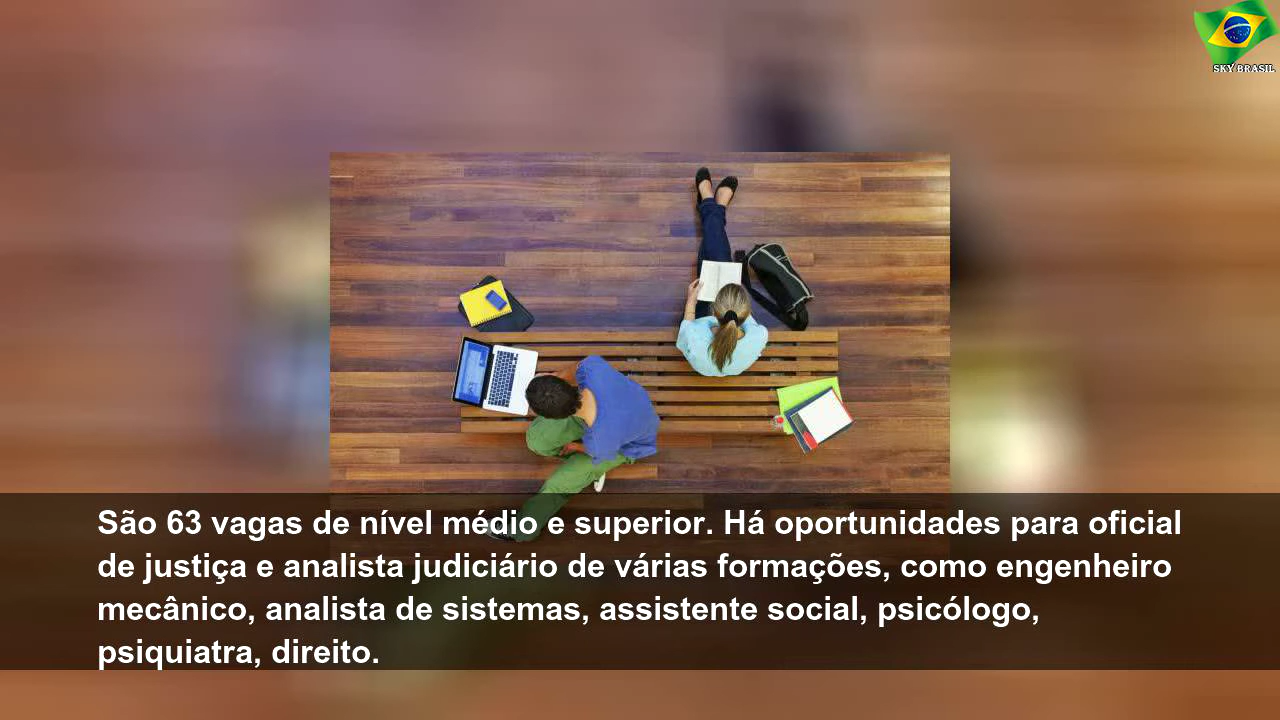 SKY BRASIL
São 63 vagas de nível médio e superior. Há oportunidades para oficial
de justiça e analista judiciário de várias formações, como engenheiro
mecânico, analista de sistemas, assistente social, psicólogo,
psiquiatra, direito.